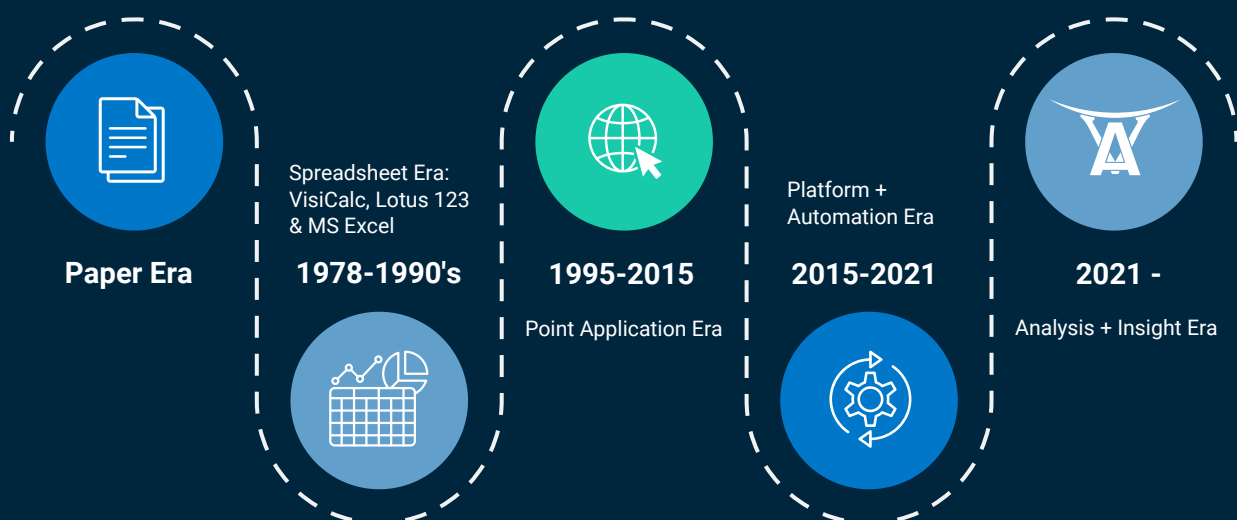 Paper Era
Spreadsheet Era:
VisiCalc, Lotus 123
& MS Excel
1978-1990's
1995-2015
Point Application Era
Platform +
Automation Era
2015-2021
2021 -
Analysis + Insight Era